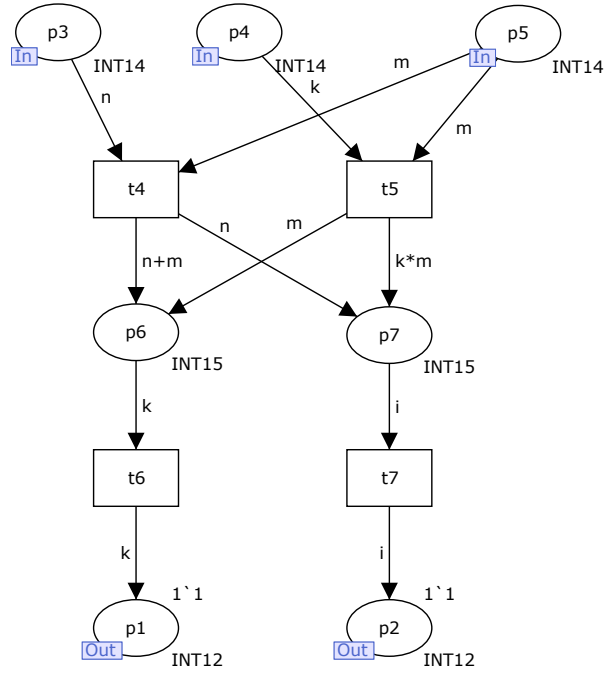 p3
In
INT14
p4
In
INT14
p5
In
INT14
n
k
m
m
t4
t5
n+m
n
m
k*m
p6
INT15
p7
INT15
k
i
t6
t7
k
i
1`1
p1
Out
INT12
1`1
p2
Out
INT12